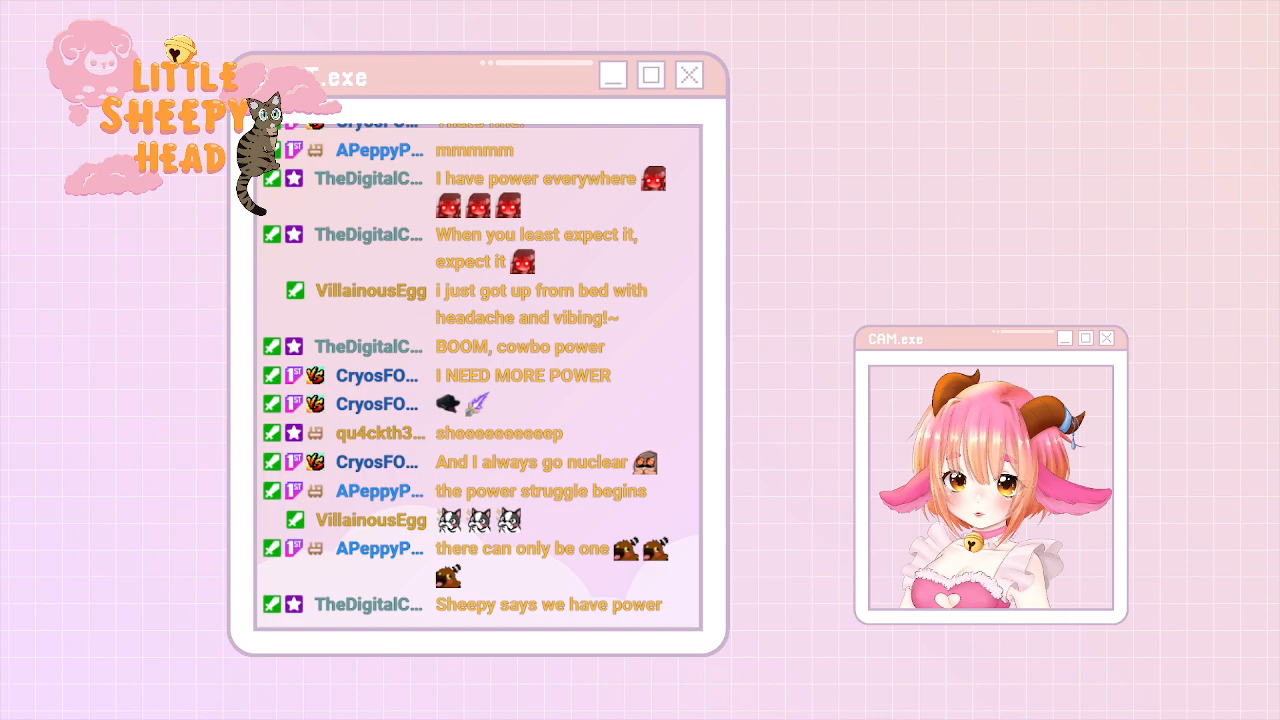 LITTLE
SHEEPY
HEAD
T.exe
CryosFO...
APeppyP... mmmmm
TheDigitalC... I have power everywhere
TheDigitalC... When you least expect it,
expect it
VillainousEgg i just got up from bed with
headache and vibing!~
TheDigitalC... BOOM, cowbo power
CryosFO... I NEED MORE POWER
CryosFO...
qu4ckth3... sheeeeeeeeeep
CryosFO... And I always go nuclear
APeppyP... the power struggle begins
VillainousEgg
APeppyP... there can only be one
TheDigitalC... Sheepy says we have power
CAM.exe